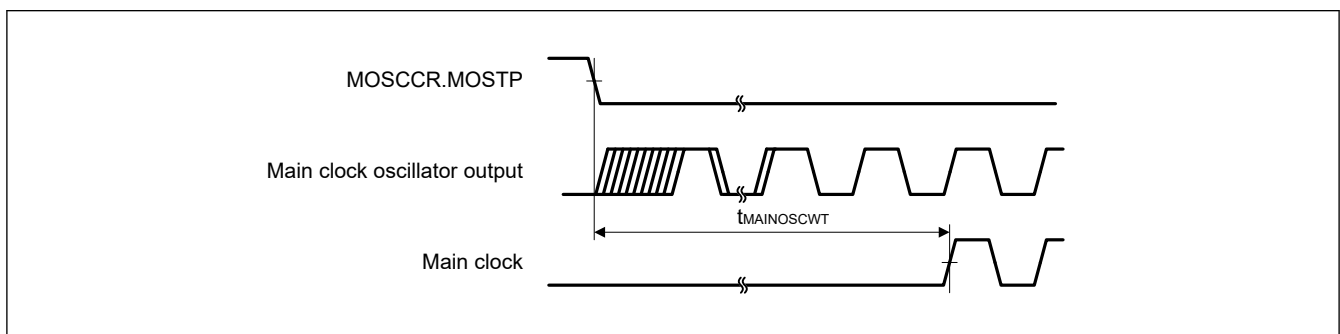 MOSCCR.MOSTP
Main clock oscillator output
tMAINOSCWT
Main clock